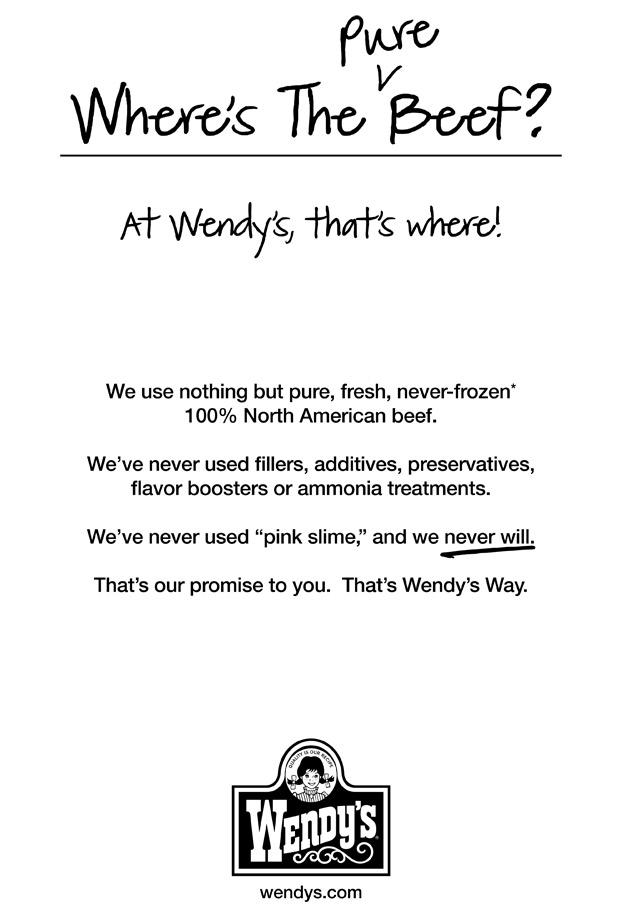 Where's The pure Beef?
At Wendy's, that's where!
We use nothing but pure, fresh, never-frozen*
100% North American beef.
We've never used fillers, additives, preservatives,
flavor boosters or ammonia treatments.
We've never used “pink slime,” and we never will.
That's our promise to you. That's Wendy's Way.
QUALITY IS OUR RECIPE
WENDY'S
wendys.com